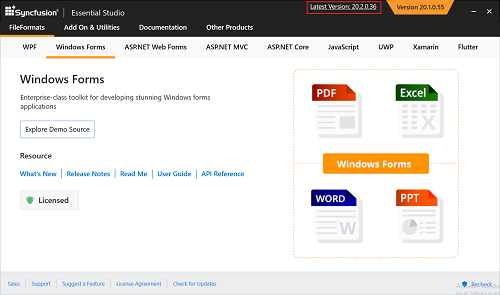 Syncfusion | Essential Studio
Latest Version: 20.2.0.36
Version 20.1.0.55
FileFormats Add On & Utilities Documentation Other Products
WPF Windows Forms ASP.NET Web Forms ASP.NET MVC ASP.NET Core JavaScript UWP Xamarin Flutter
Windows Forms
Enterprise-class toolkit for developing stunning Windows forms
applications
Explore Demo Source
Resource
What's New Release Notes Read Me User Guide API Reference
Licensed
PDF
Excel
Windows Forms
WORD
W
PPT
Sales Support Suggest a Feature License Agreement Check for Updates
Recheck